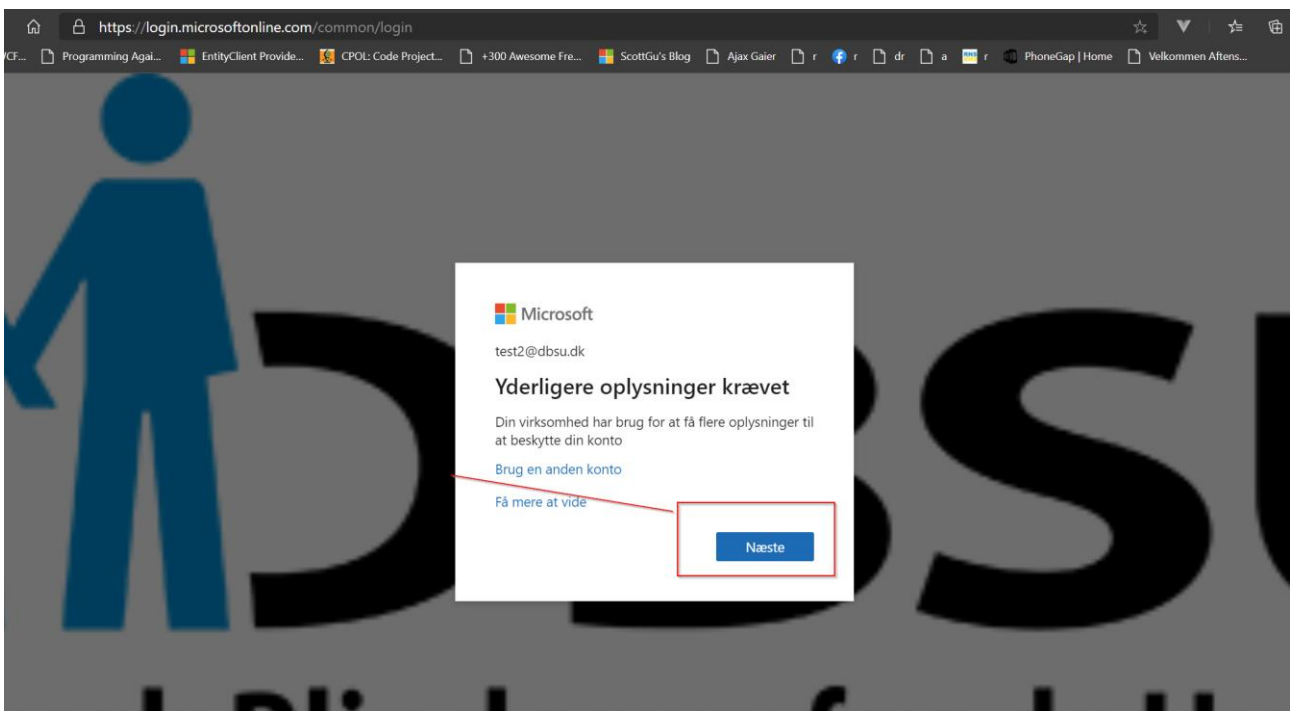 https://login.microsoftonline.com/common/login
/CF... Programming Agai... EntityClient Provide... CPOL: Code Project... +300 Awesome Fre... ScottGu's Blog Ajax Gaier r r dr a r PhoneGap | Home Velkommen Aftens...
DBSU
Microsoft
test2@dbsu.dk
Yderligere oplysninger krævet
Din virksomhed har brug for at få flere oplysninger til
at beskytte din konto
Brug en anden konto
Få mere at vide
Næste